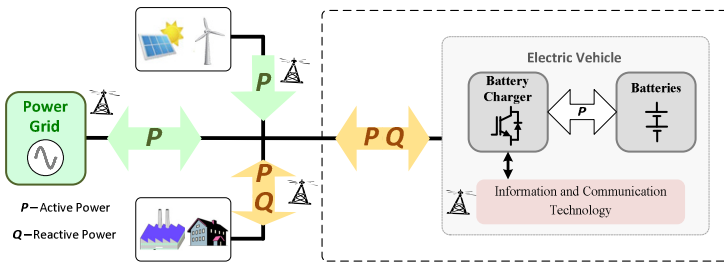 Electric Vehicle
Battery
Charger
Batteries
P
Power
Grid
P
P
P Q
P
Q
Information and Communication
Technology
P–Active Power
Q–Reactive Power